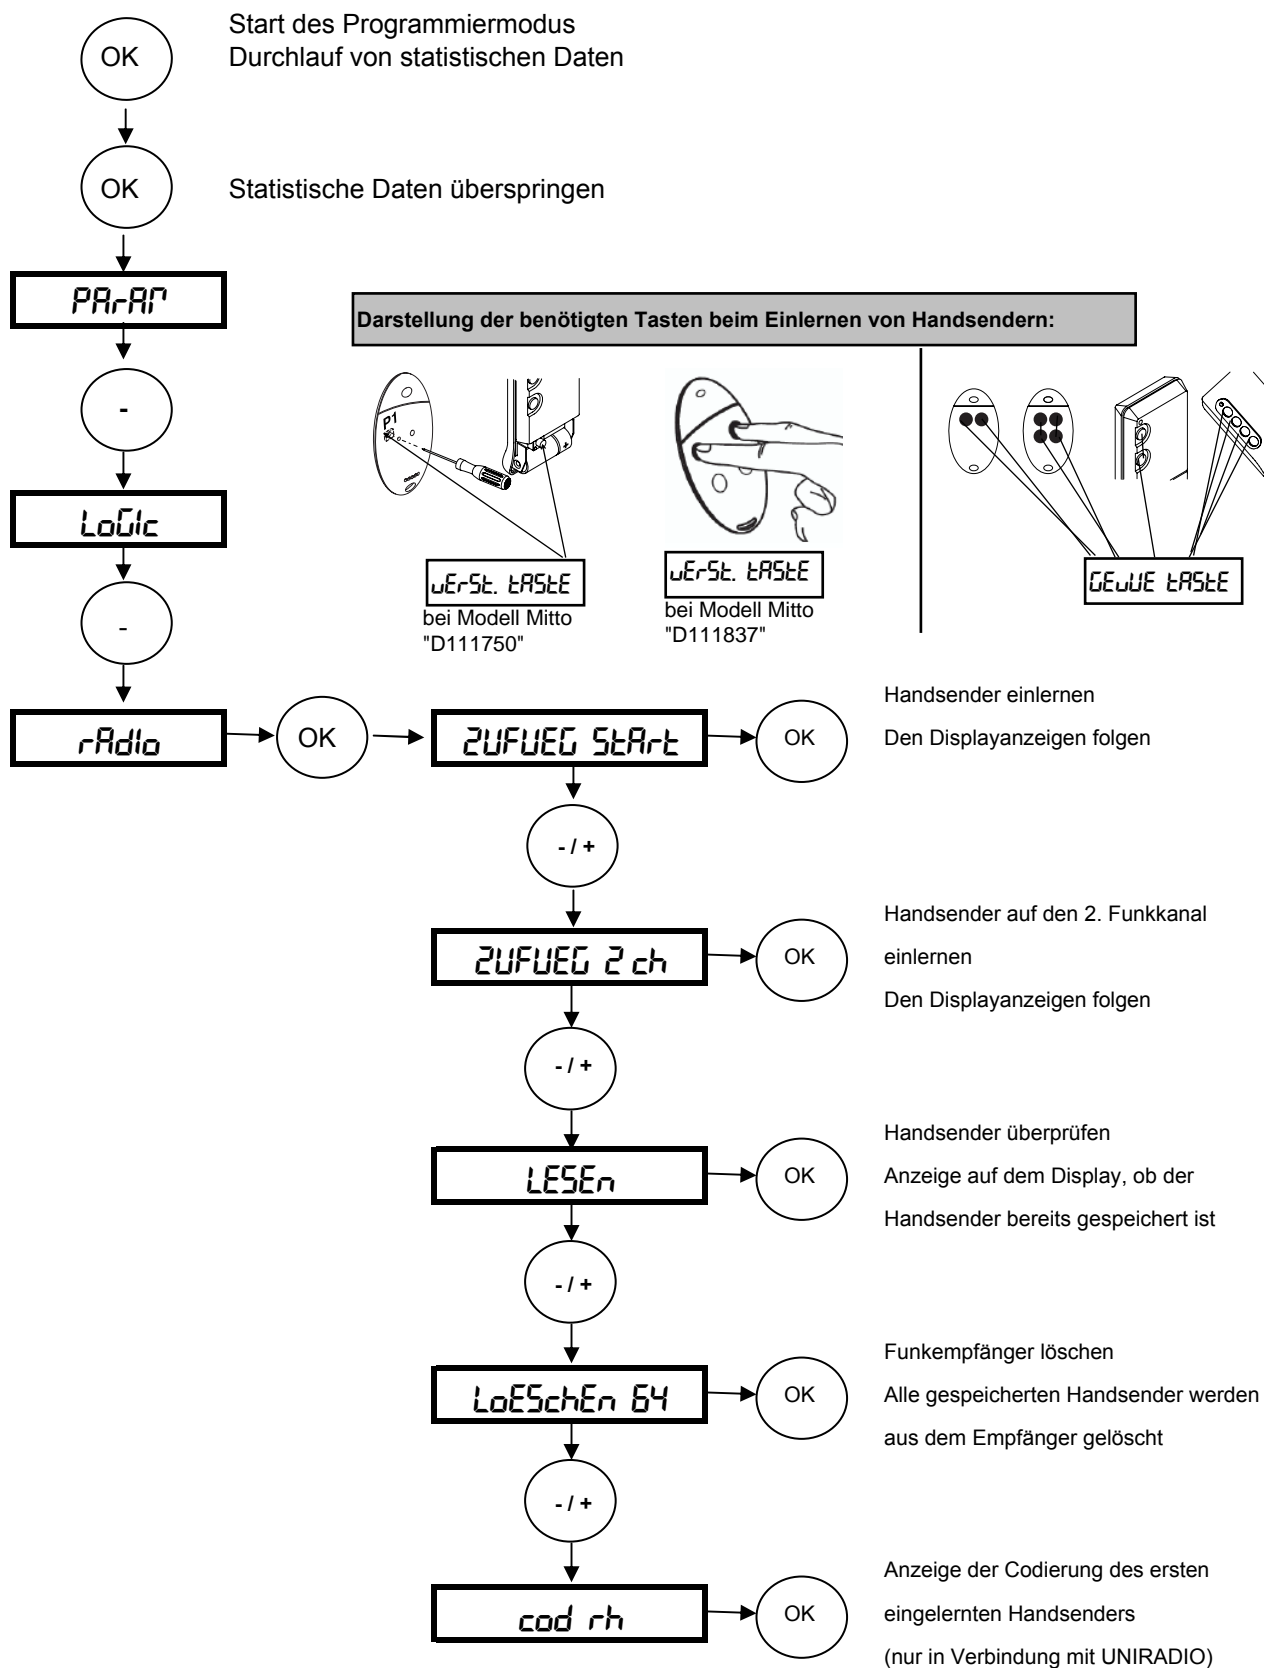 OK
Start des Programmiermodus
Durchlauf von statistischen Daten
OK
Statistische Daten überspringen
PArAM
-
LoGIc
-
rAdIo
Darstellung der benötigten Tasten beim Einlernen von Handsendern:
P1
+
vErSt. tAStE
bei Modell Mitto
"D111750"
vErSt. tAStE
bei Modell Mitto
"D111837"
GEwUE tAStE
OK
ZUFUEG StArt
OK
Handsender einlernen
Den Displayanzeigen folgen
- / +
ZUFUEG 2 ch
OK
Handsender auf den 2. Funkkanal
einlernen
Den Displayanzeigen folgen
- / +
LESEn
OK
Handsender überprüfen
Anzeige auf dem Display, ob der
Handsender bereits gespeichert ist
- / +
LoESchEn 64
OK
Funkempfänger löschen
Alle gespeicherten Handsender werden
aus dem Empfänger gelöscht
- / +
cod rh
OK
Anzeige der Codierung des ersten
eingelernten Handsenders
(nur in Verbindung mit UNIRADIO)